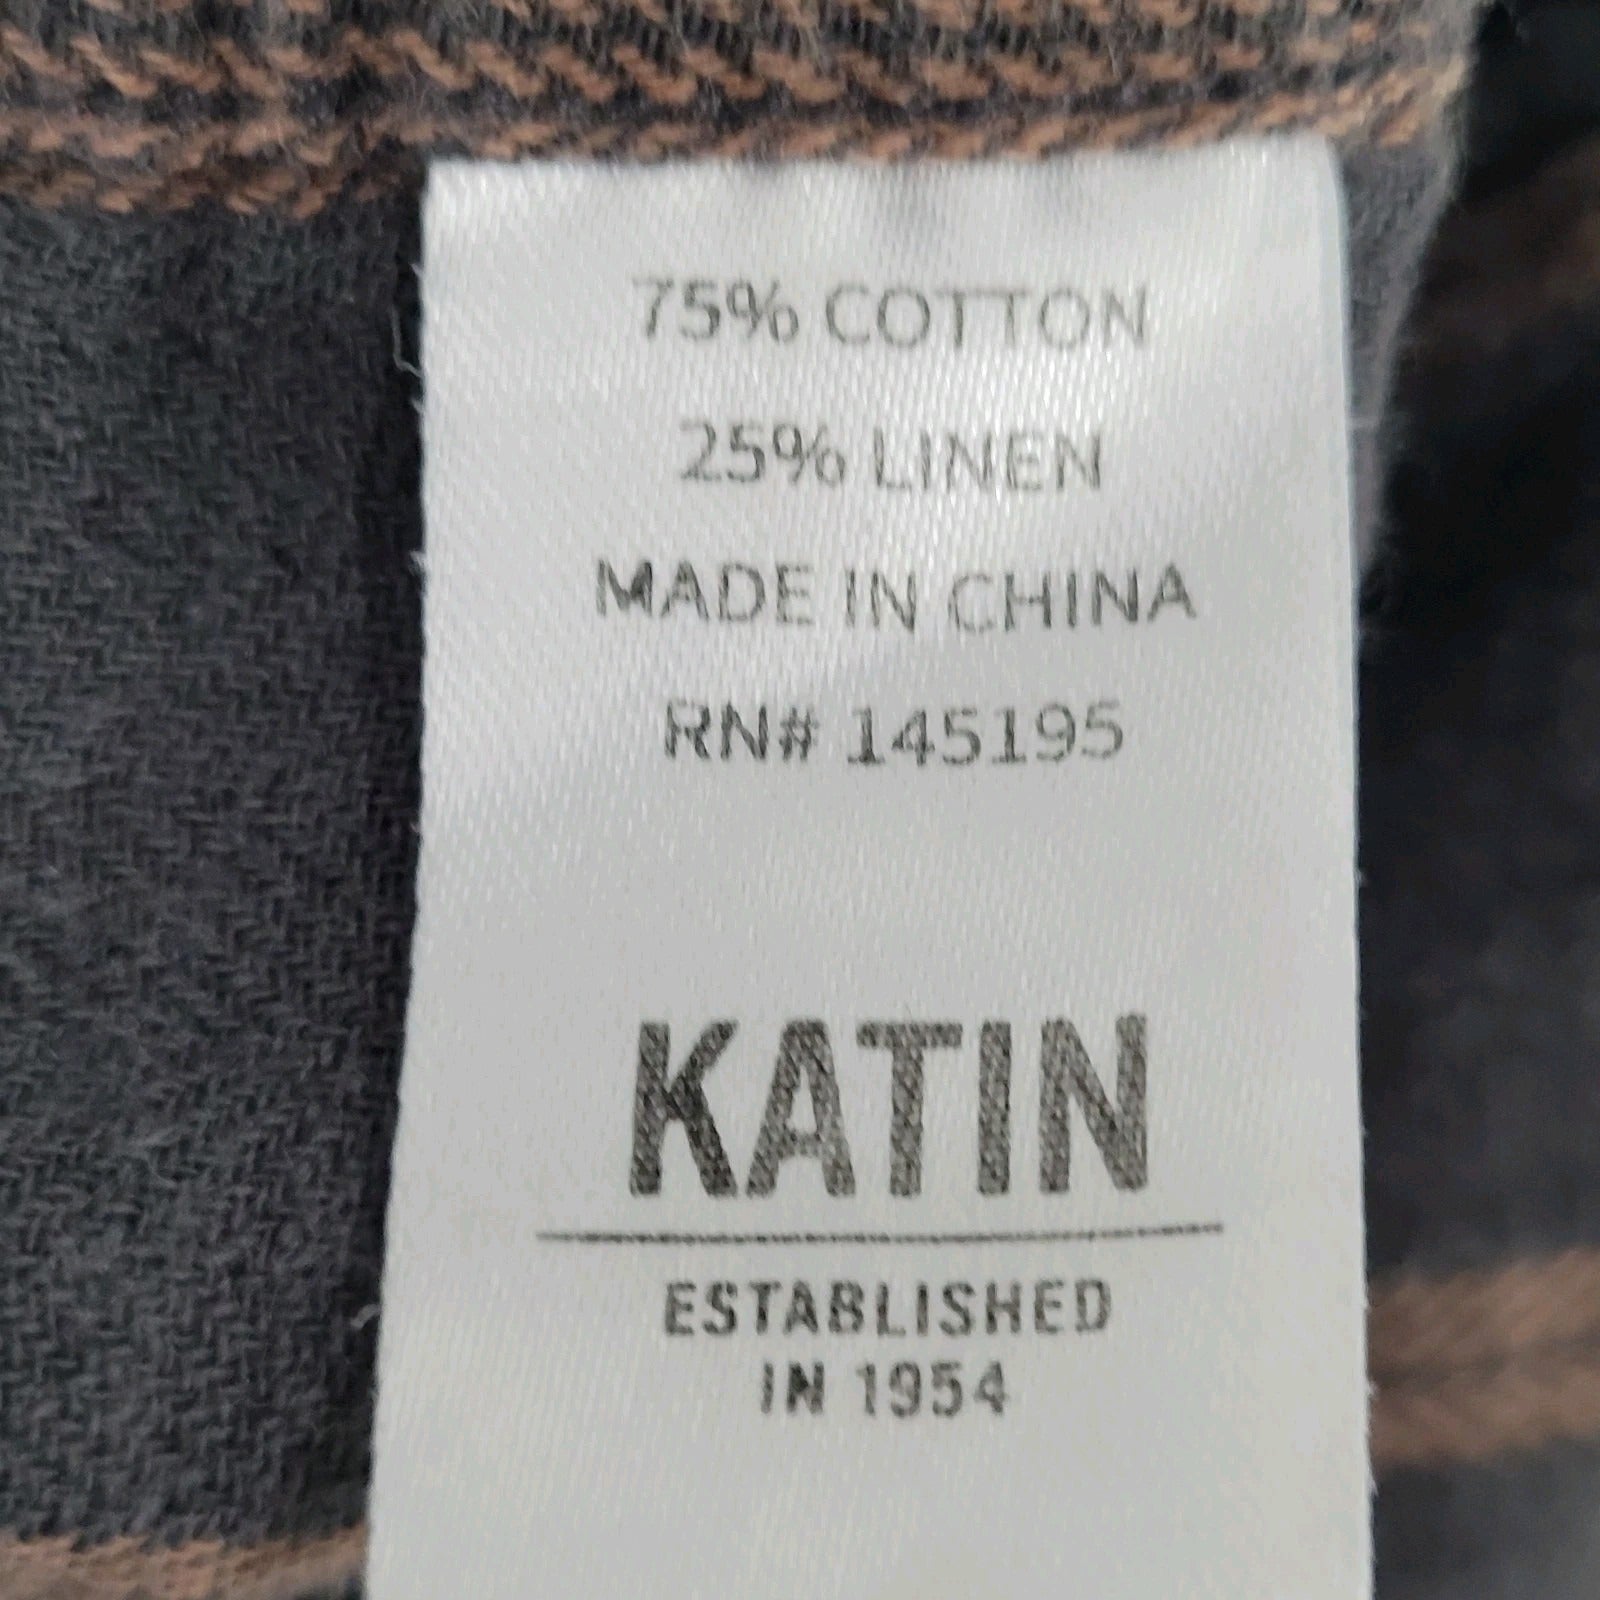 75% COTTON
25% LINEN
MADE IN CHINA
RN# 145195
KATIN
ESTABLISHED
IN 1954